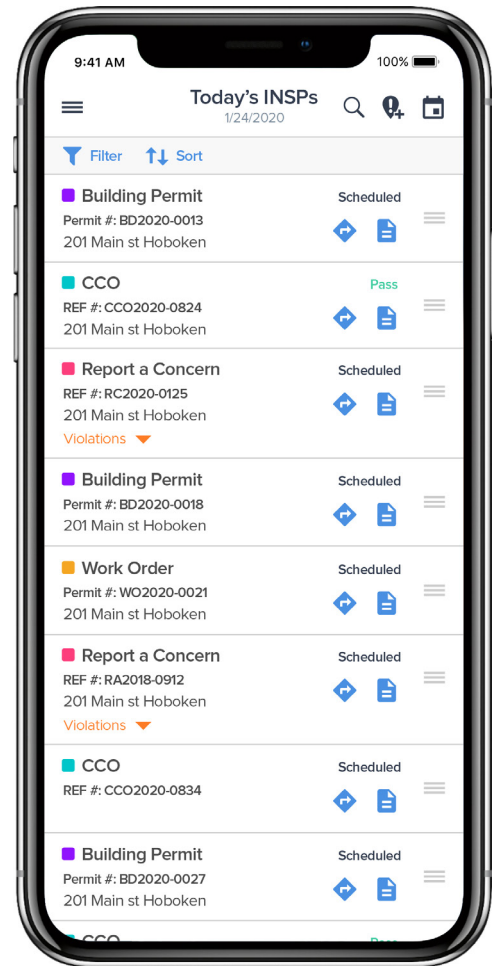 9:41 AM 100%
Today's INSPs
1/24/2020
Filter Sort
Building Permit Scheduled
Permit #: BD2020-0013
201 Main st Hoboken
CCO Pass
REF #: CCO2020-0824
201 Main st Hoboken
Report a Concern Scheduled
REF #: RC2020-0125
201 Main st Hoboken
Violations
Building Permit Scheduled
Permit #: BD2020-0018
201 Main st Hoboken
Work Order Scheduled
Permit #: WO2020-0021
201 Main st Hoboken
Report a Concern Scheduled
REF #: RA2018-0912
201 Main st Hoboken
Violations
CCO Scheduled
REF #: CCO2020-0834
Building Permit Scheduled
Permit #: BD2020-0027
201 Main st Hoboken
CCO Pass